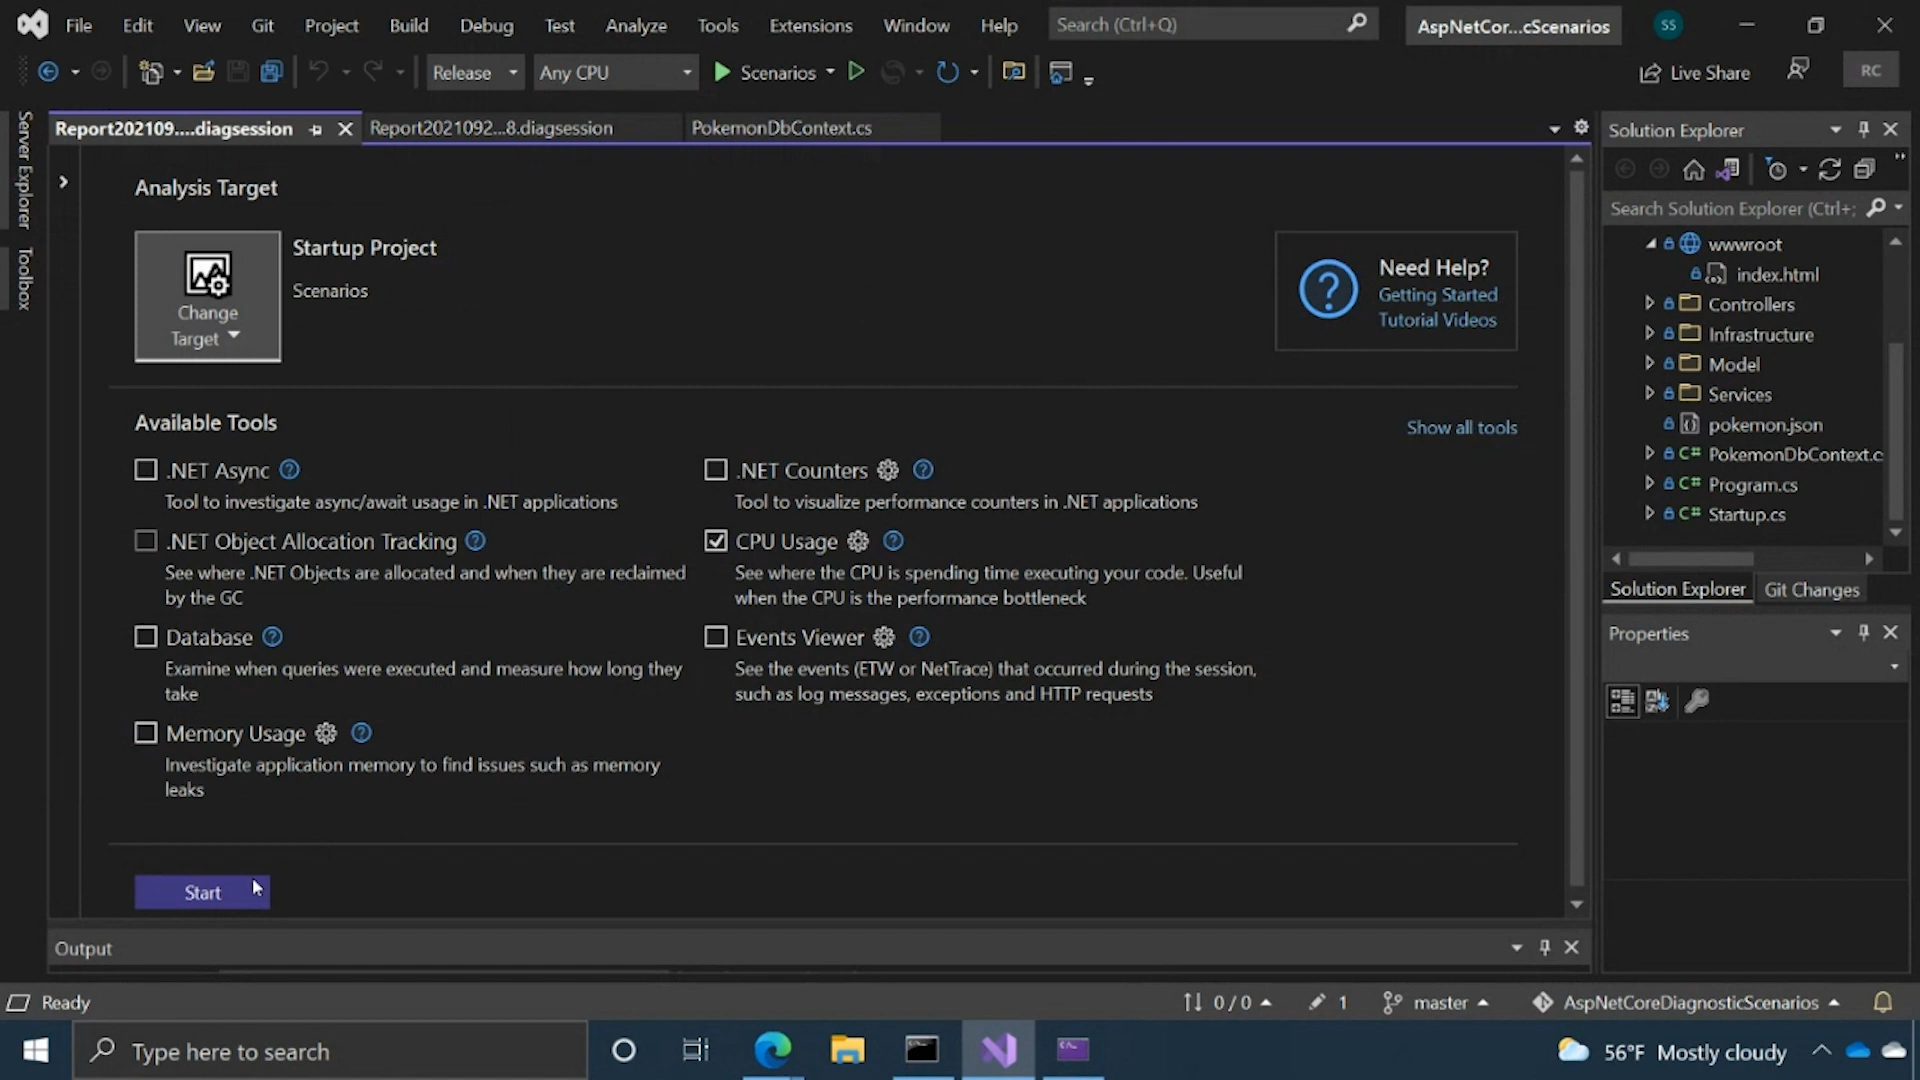 File Edit View Git Project Build Debug Test Analyze Tools Extensions Window Help Search (Ctrl+Q) AspNetCor...cScenarios SS
Release Any CPU Scenarios Live Share RC
Server Explorer
Toolbox
Report202109....diagsession Report2021092...8.diagsession PokemonDbContext.cs
Analysis Target
Change
Target
Startup Project
Scenarios
Need Help?
Getting Started
Tutorial Videos
Available Tools
Show all tools
.NET Async
Tool to investigate async/await usage in .NET applications
.NET Counters
Tool to visualize performance counters in .NET applications
.NET Object Allocation Tracking
See where .NET Objects are allocated and when they are reclaimed
by the GC
CPU Usage
See where the CPU is spending time executing your code. Useful
when the CPU is the performance bottleneck
Database
Examine when queries were executed and measure how long they
take
Events Viewer
See the events (ETW or NetTrace) that occurred during the session,
such as log messages, exceptions and HTTP requests
Memory Usage
Investigate application memory to find issues such as memory
leaks
Start
Output
Solution Explorer
Search Solution Explorer (Ctrl+;
wwwroot
index.html
Controllers
Infrastructure
Model
Services
pokemon.json
C# PokemonDbContext.c
C# Program.cs
C# Startup.cs
Solution Explorer Git Changes
Properties
Ready 0 / 0 1 master AspNetCoreDiagnosticScenarios
Type here to search 56°F Mostly cloudy